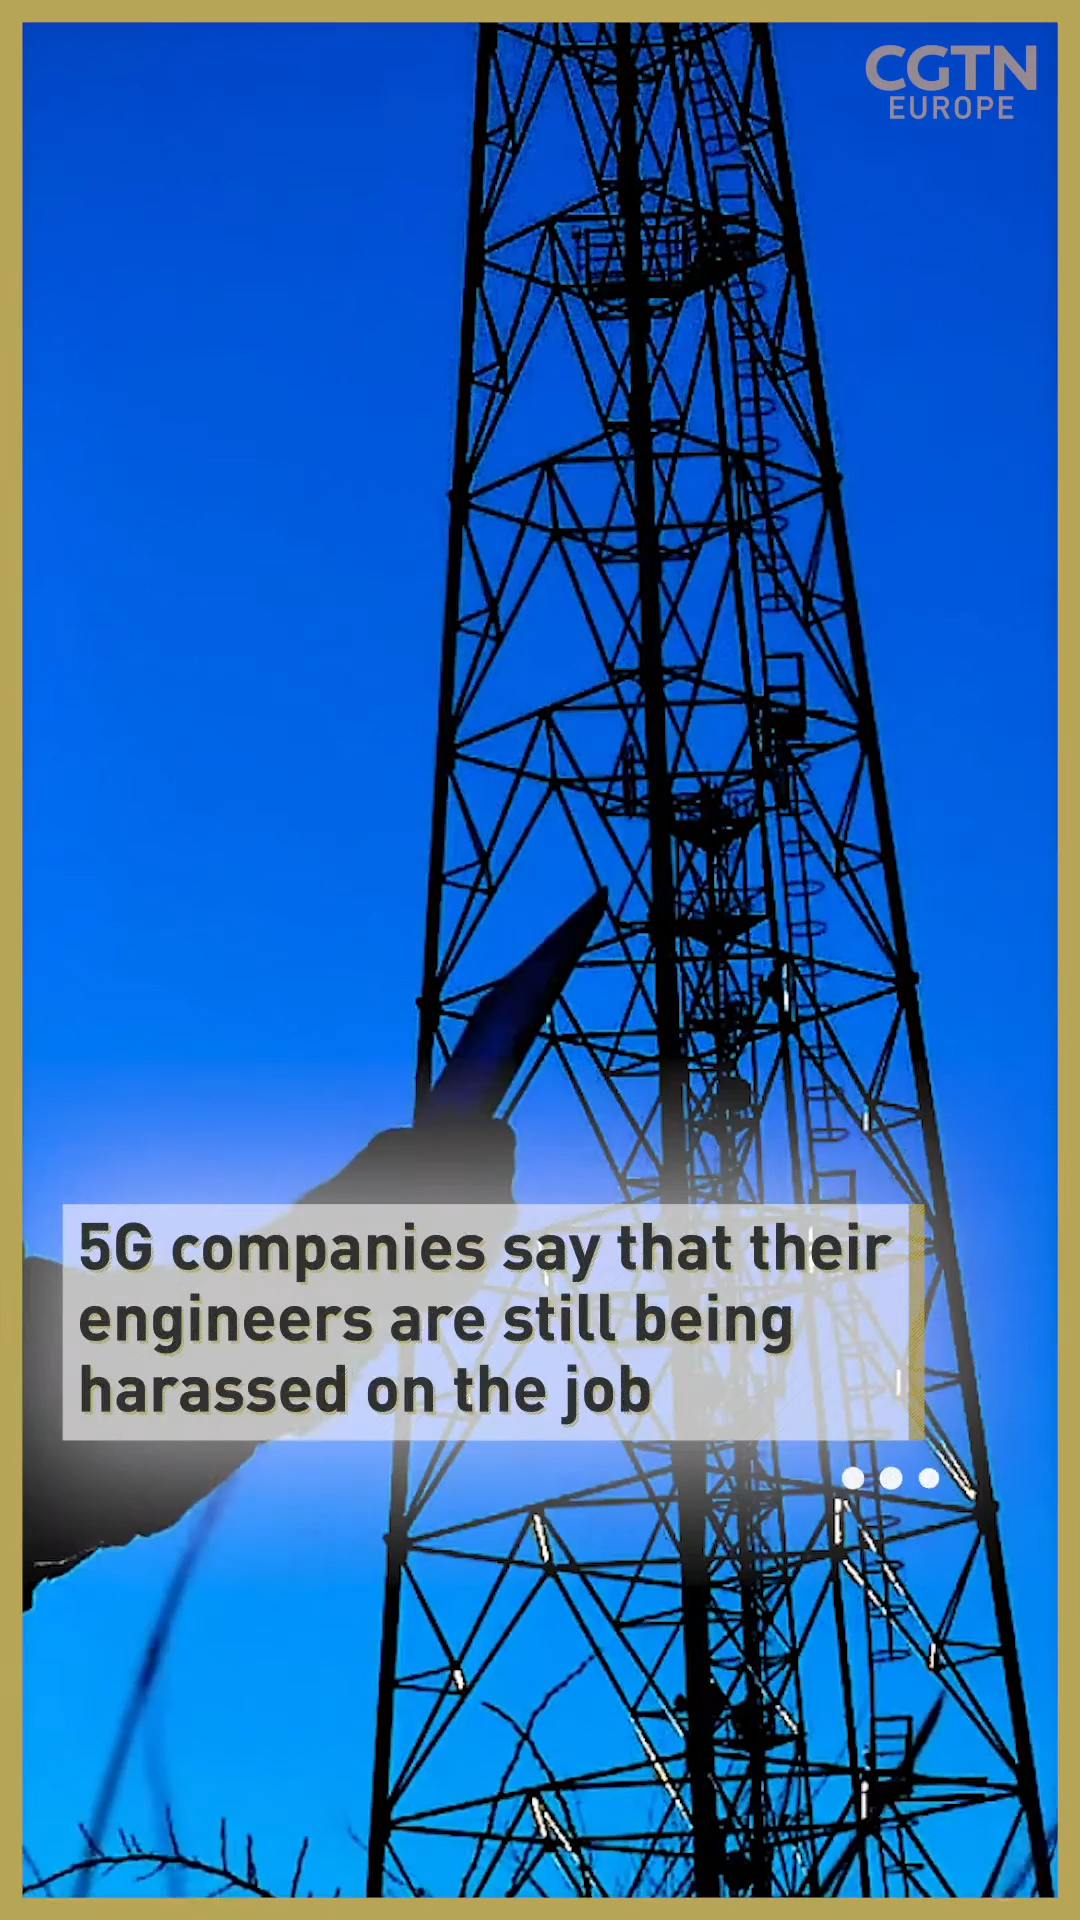 CGTN
EUROPE
5G companies say that their
engineers are still being
harassed on the job